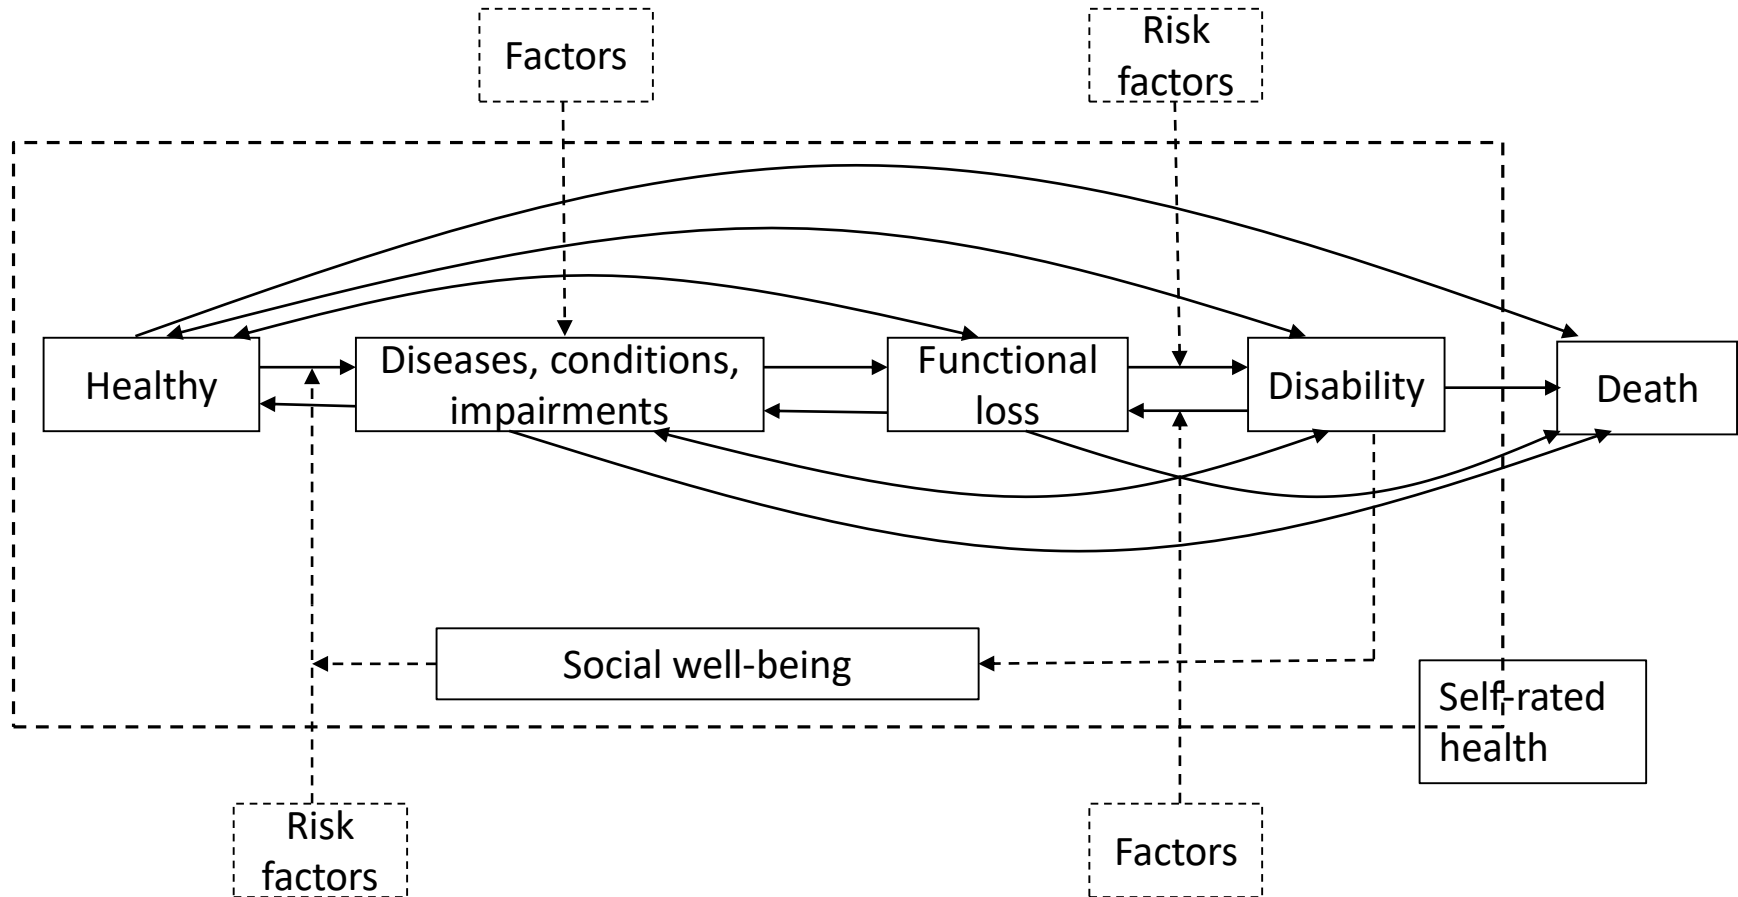 Factors
Risk
factors
Healthy
Diseases, conditions,
impairments
Functional
loss
Disability
Death
Social well-being
Self-rated
health
Risk
factors
Factors